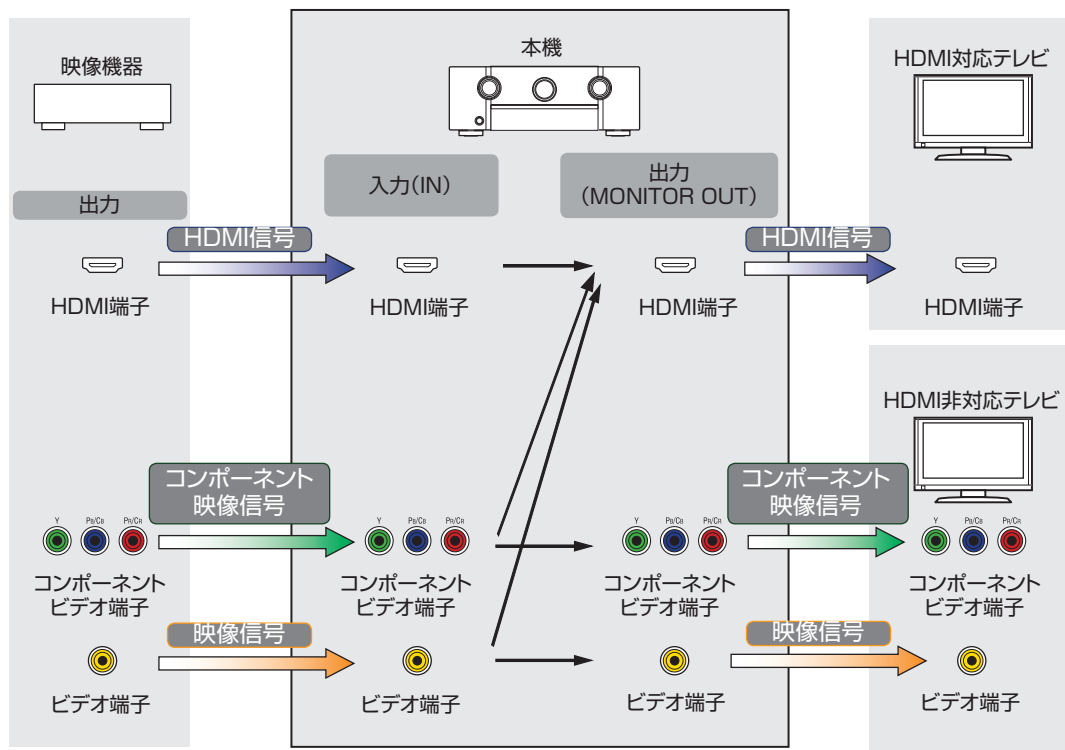 映像機器
本機
HDMI対応テレビ
出力
入力(IN)
出力
(MONITOR OUT)
HDMI信号
HDMI信号
HDMI端子
HDMI端子
HDMI端子
HDMI端子
HDMI非対応テレビ
コンポーネント
映像信号
コンポーネント
映像信号
Y PB/CB PR/CR
Y PB/CB PR/CR
Y PB/CB PR/CR
Y PB/CB PR/CR
コンポーネント
ビデオ端子
コンポーネント
ビデオ端子
コンポーネント
ビデオ端子
コンポーネント
ビデオ端子
映像信号
映像信号
ビデオ端子
ビデオ端子
ビデオ端子
ビデオ端子